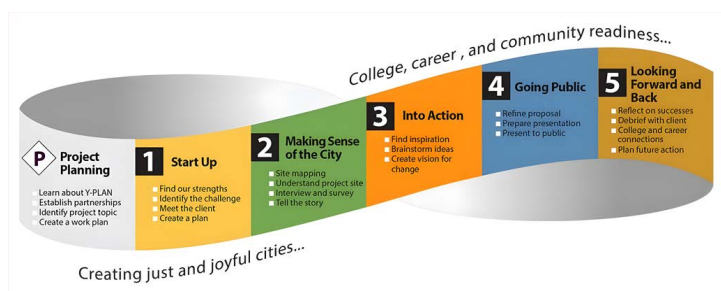 College, career , and community readiness...
P Project
Planning
Learn about Y-PLAN
Establish partnerships
Identify project topic
Create a work plan
1 Start Up
Find our strengths
Identify the challenge
Meet the client
Create a plan
2 Making Sense
of the City
Site mapping
Understand project site
Interview and survey
Tell the story
3 Into Action
Find inspiration
Brainstorm ideas
Create vision for
change
4 Going Public
Refine proposal
Prepare presentation
Present to public
5 Looking
Forward and
Back
Reflect on successes
Debrief with client
College and career
connections
Plan future action
Creating just and joyful cities...